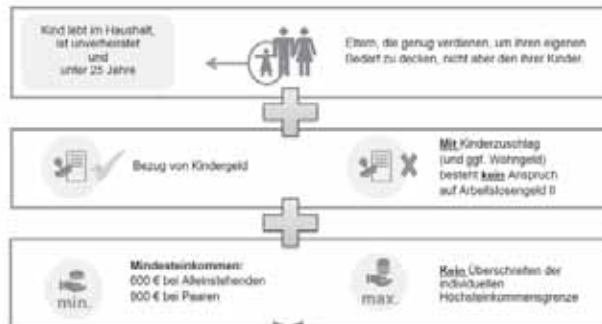 Kind lebt im Haushalt,
ist unverheiratet
und
unter 25 Jahre
Eltern, die genug verdienen, um ihren eigenen
Bedarf zu decken, nicht aber den ihrer Kinder.
Bezug von Kindergeld
Mit Kinderzuschlag
(und ggf. Wohngeld)
besteht kein Anspruch
auf Arbeitslosengeld II
Mindesteinkommen:
600 € bei Alleinstehenden
900 € bei Paaren
min.
Kein Überschreiten der
individuellen
Höchsteinkommensgrenze
max.